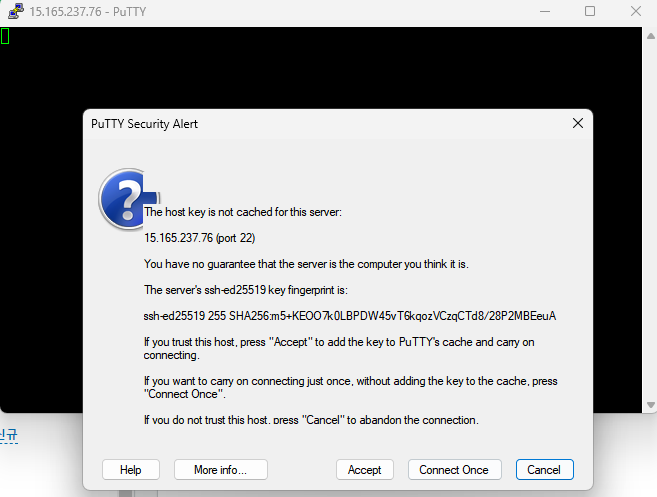 15.165.237.76 - PuTTY
PuTTY Security Alert
The host key is not cached for this server:
15.165.237.76 (port 22)
You have no guarantee that the server is the computer you think it is.
The server's ssh-ed25519 key fingerprint is:
ssh-ed25519 255 SHA256:m5+KEOO7k0LBPDW45vT6kqozVCzqCTd8/28P2MBEeuA
If you trust this host, press "Accept" to add the key to PuTTY's cache and carry on
connecting.
If you want to carry on connecting just once, without adding the key to the cache, press
"Connect Once".
If you do not trust this host, press "Cancel" to abandon the connection.
Help
More info...
Accept
Connect Once
Cancel